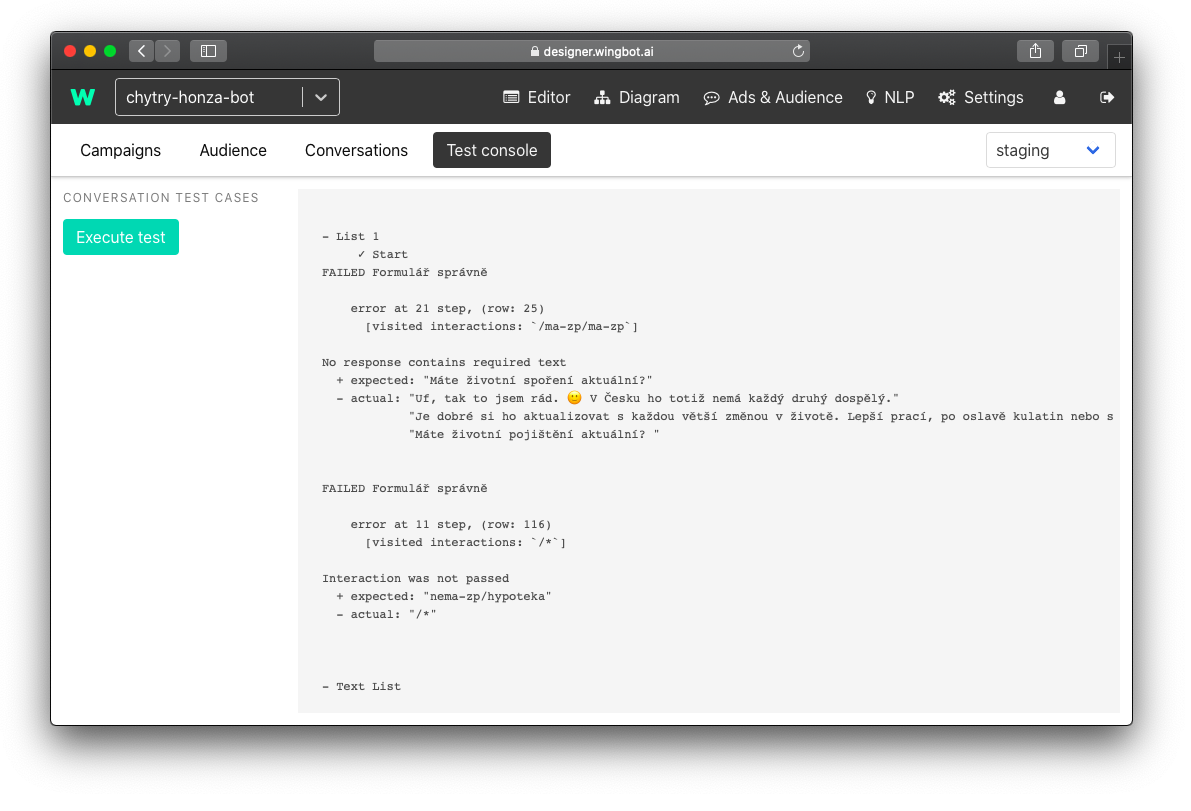 designer.wingbot.ai
W
chytry-honza-bot
Editor
Diagram
Ads & Audience
NLP
Settings
Campaigns
Audience
Conversations
Test console
staging
CONVERSATION TEST CASES
Execute test
- List 1
✓ Start
FAILED Formulář správně
error at 21 step, (row: 25)
[visited interactions: `/ma-zp/ma-zp`]
No response contains required text
+ expected: "Máte životní spoření aktuální?"
- actual: "Uf, tak to jsem rád. 🙂 V Česku ho totiž nemá každý druhý dospělý."
"Je dobré si ho aktualizovat s každou větší změnou v životě. Lepší prací, po oslavě kulatin nebo s
"Máte životní pojištění aktuální? "
FAILED Formulář správně
error at 11 step, (row: 116)
[visited interactions: `/*`]
Interaction was not passed
+ expected: "nema-zp/hypoteka"
- actual: "/*"
- Text List